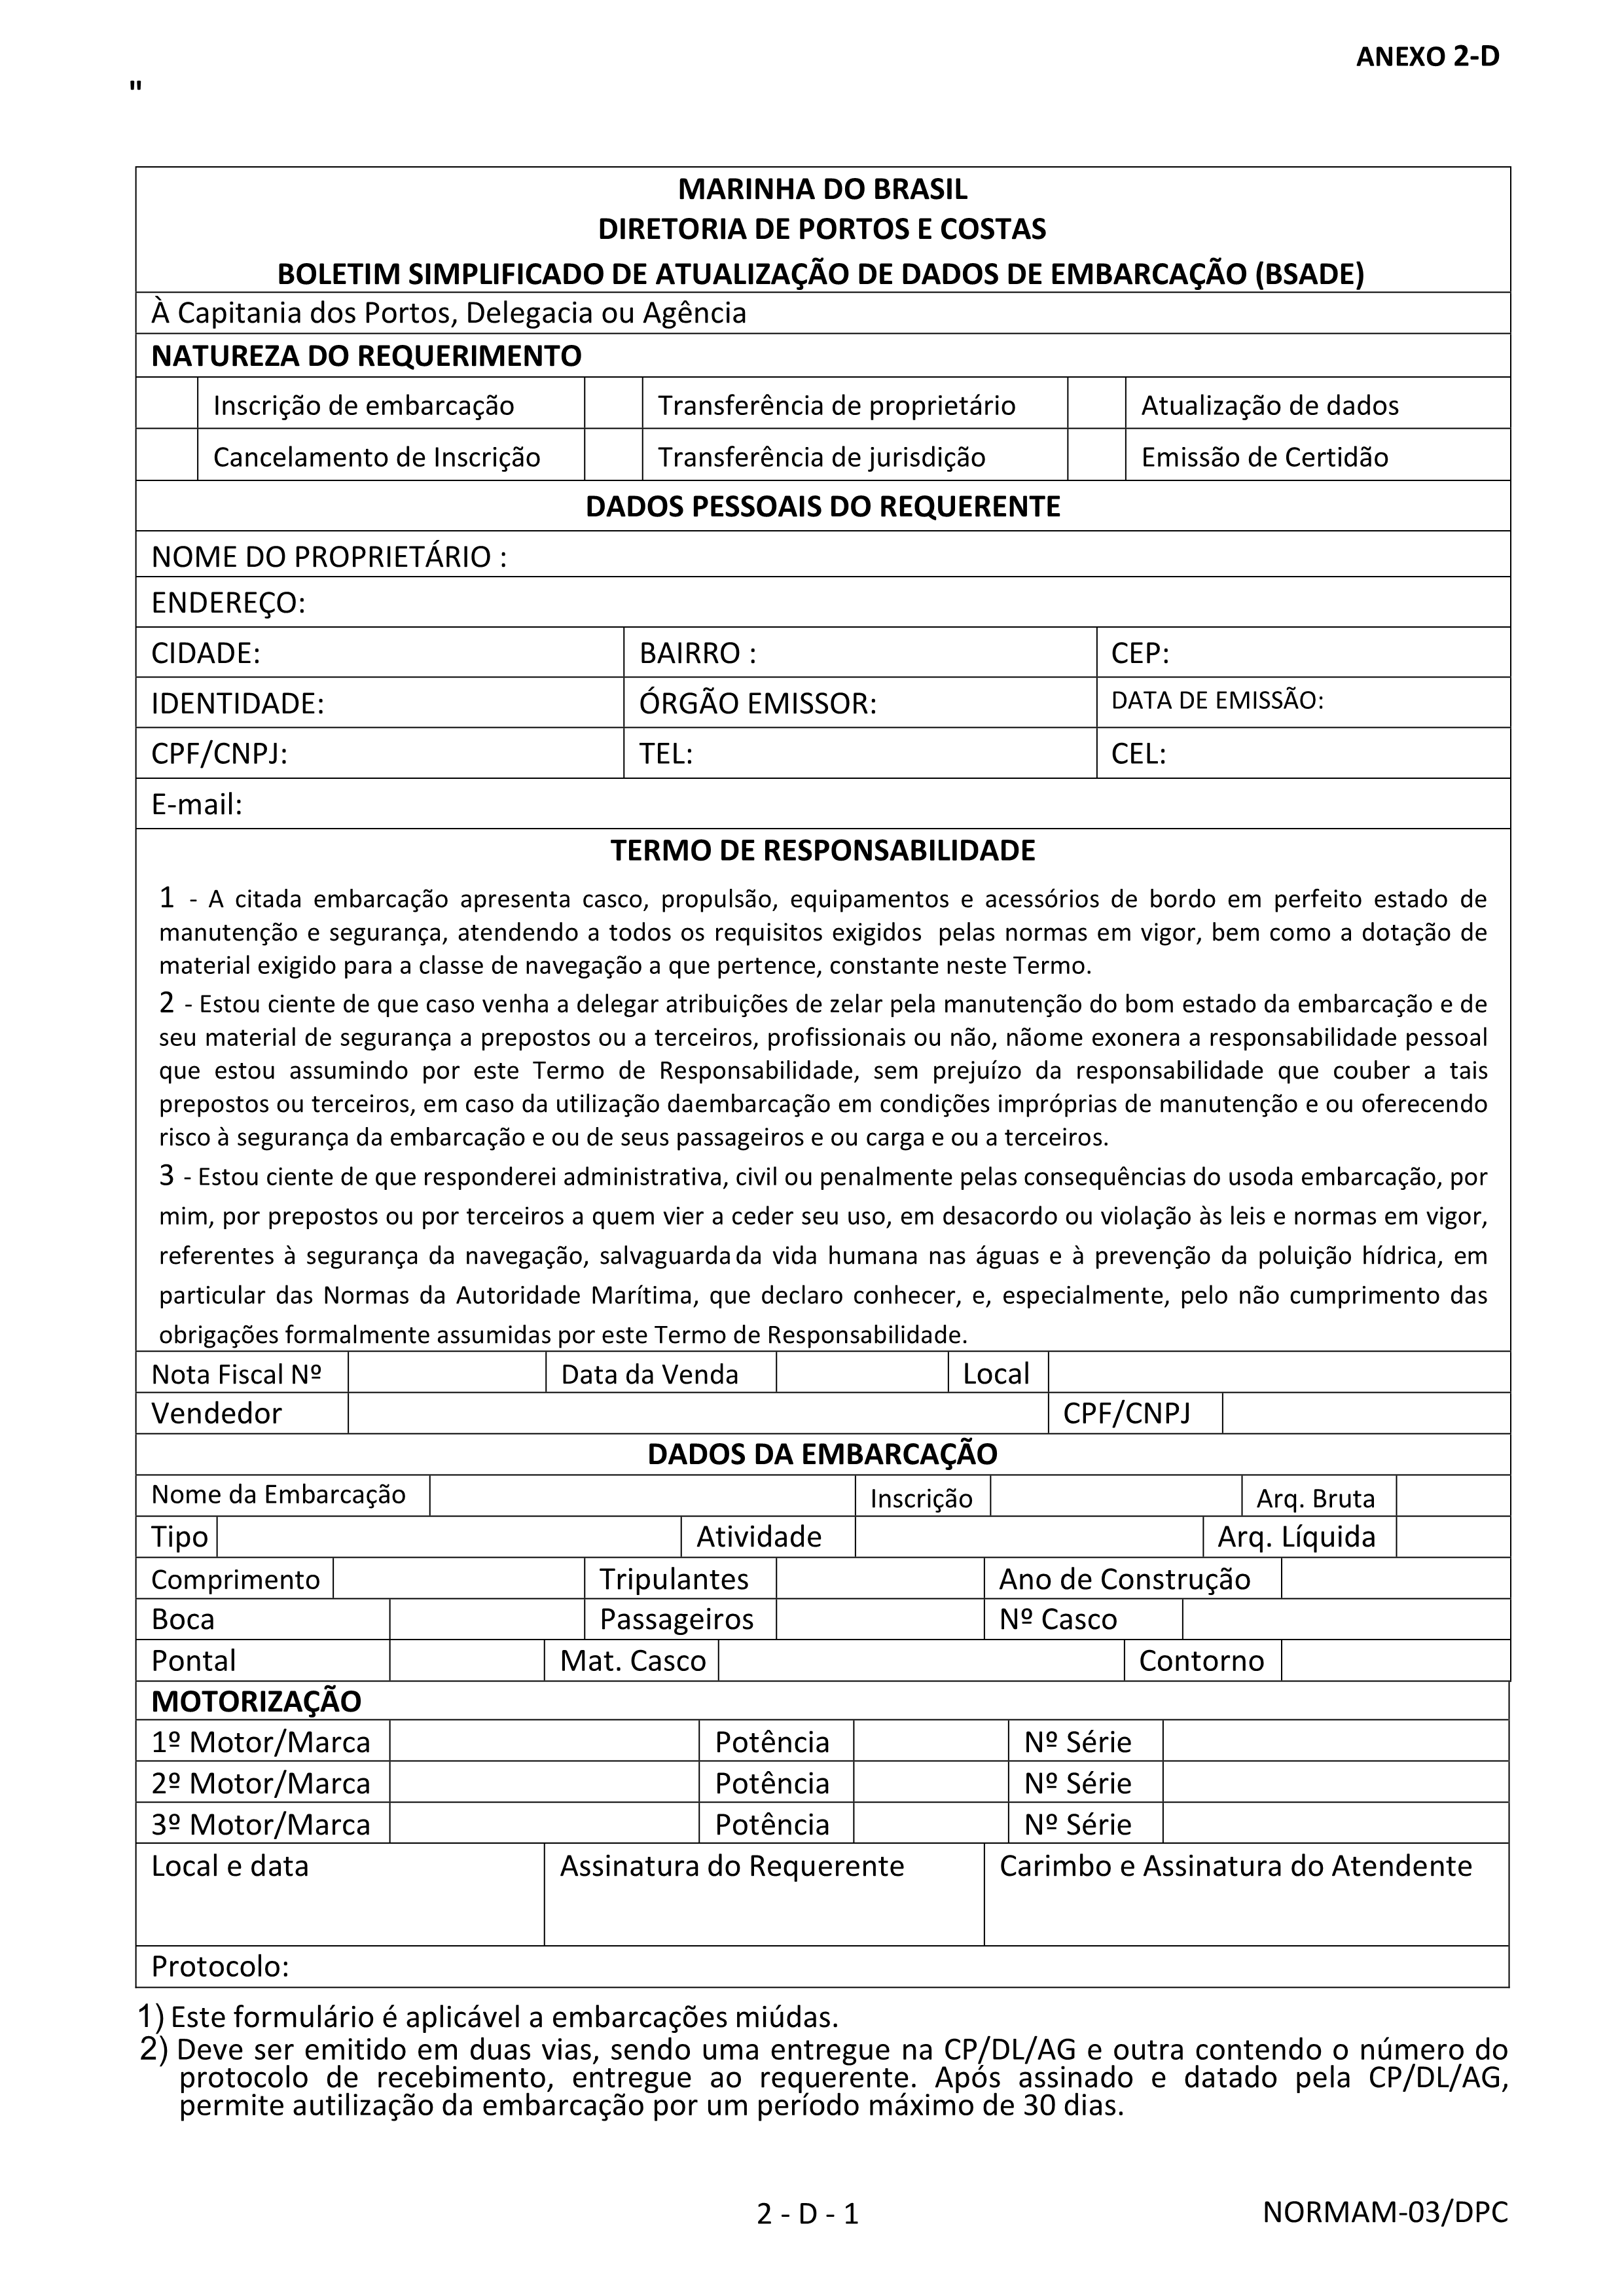 ANEXO 2-D
"
MARINHA DO BRASIL
DIRETORIA DE PORTOS E COSTAS
BOLETIM SIMPLIFICADO DE ATUALIZAÇÃO DE DADOS DE EMBARCAÇÃO (BSADE)
À Capitania dos Portos, Delegacia ou Agência
NATUREZA DO REQUERIMENTO
Inscrição de embarcação Transferência de proprietário Atualização de dados
Cancelamento de Inscrição Transferência de jurisdição Emissão de Certidão
DADOS PESSOAIS DO REQUERENTE
NOME DO PROPRIETÁRIO :
ENDEREÇO:
CIDADE: BAIRRO : CEP:
IDENTIDADE: ÓRGÃO EMISSOR: DATA DE EMISSÃO:
CPF/CNPJ: TEL: CEL:
E-mail:
TERMO DE RESPONSABILIDADE
1 - A citada embarcação apresenta casco, propulsão, equipamentos e acessórios de bordo em perfeito estado de
manutenção e segurança, atendendo a todos os requisitos exigidos pelas normas em vigor, bem como a dotação de
material exigido para a classe de navegação a que pertence, constante neste Termo.
2 - Estou ciente de que caso venha a delegar atribuições de zelar pela manutenção do bom estado da embarcação e de
seu material de segurança a prepostos ou a terceiros, profissionais ou não, nãome exonera a responsabilidade pessoal
que estou assumindo por este Termo de Responsabilidade, sem prejuízo da responsabilidade que couber a tais
prepostos ou terceiros, em caso da utilização daembarcação em condições impróprias de manutenção e ou oferecendo
risco à segurança da embarcação e ou de seus passageiros e ou carga e ou a terceiros.
3 - Estou ciente de que responderei administrativa, civil ou penalmente pelas consequências do usoda embarcação, por
mim, por prepostos ou por terceiros a quem vier a ceder seu uso, em desacordo ou violação às leis e normas em vigor,
referentes à segurança da navegação, salvaguardada vida humana nas águas e à prevenção da poluição hídrica, em
particular das Normas da Autoridade Marítima, que declaro conhecer, e, especialmente, pelo não cumprimento das
obrigações formalmente assumidas por este Termo de Responsabilidade.
Nota Fiscal Nº Data da Venda Local
Vendedor CPF/CNPJ
DADOS DA EMBARCAÇÃO
Nome da Embarcação Inscrição Arq. Bruta
Tipo Atividade Arq. Líquida
Comprimento Tripulantes Ano de Construção
Boca Passageiros Nº Casco
Pontal Mat. Casco Contorno
MOTORIZAÇÃO
1º Motor/Marca Potência Nº Série
2º Motor/Marca Potência Nº Série
3º Motor/Marca Potência Nº Série
Local e data Assinatura do Requerente Carimbo e Assinatura do Atendente
Protocolo:
1) Este formulário é aplicável a embarcações miúdas.
2) Deve ser emitido em duas vias, sendo uma entregue na CP/DL/AG e outra contendo o número do
protocolo de recebimento, entregue ao requerente. Após assinado e datado pela CP/DL/AG,
permite autilização da embarcação por um período máximo de 30 dias.
2 - D - 1 NORMAM-03/DPC